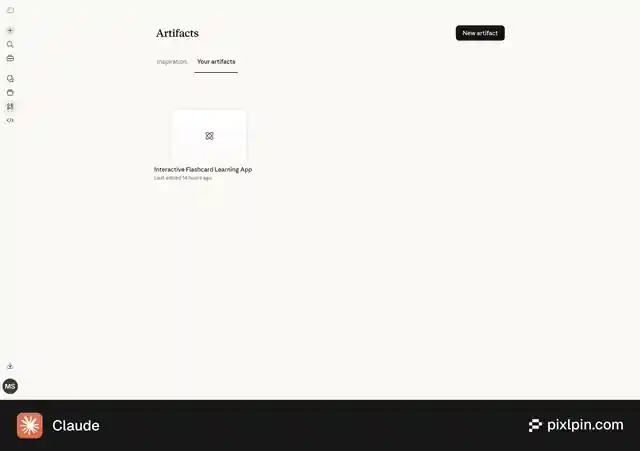 Artifacts
New artifact
Inspiration
Your artifacts
Interactive Flashcard Learning App
Last edited 14 hours ago
MS
Claude
pixlpin.com